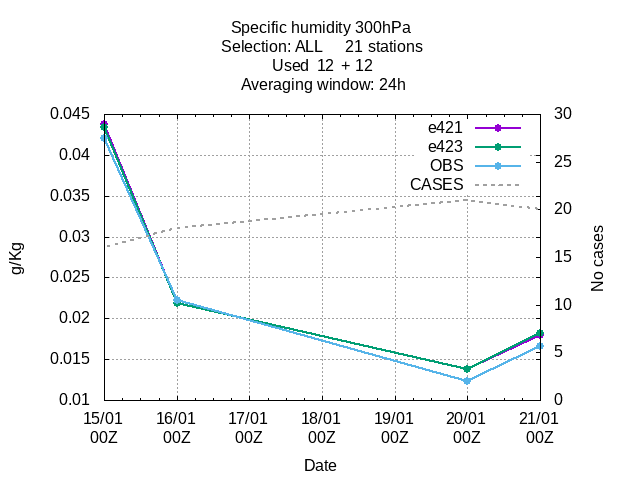 Specific humidity 300hPa
Selection: ALL 21 stations
Used 12 + 12
Averaging window: 24h
0.045
0.04
0.035
0.03
0.025
0.02
0.015
0.01
g/Kg
e421
e423
OBS
CASES
30
25
20
15
10
5
0
No cases
15/01 16/01 17/01 18/01 19/01 20/01 21/01
00Z 00Z 00Z 00Z 00Z 00Z 00Z
Date